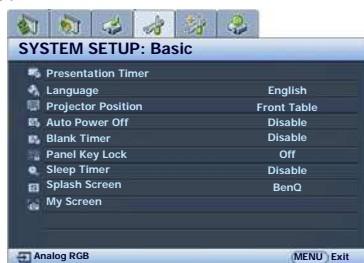 SYSTEM SETUP: Basic
Presentation Timer
Language English
Projector Position Front Table
Auto Power Off Disable
Blank Timer Disable
Panel Key Lock Off
Sleep Timer Disable
Splash Screen BenQ
My Screen
Analog RGB MENU Exit